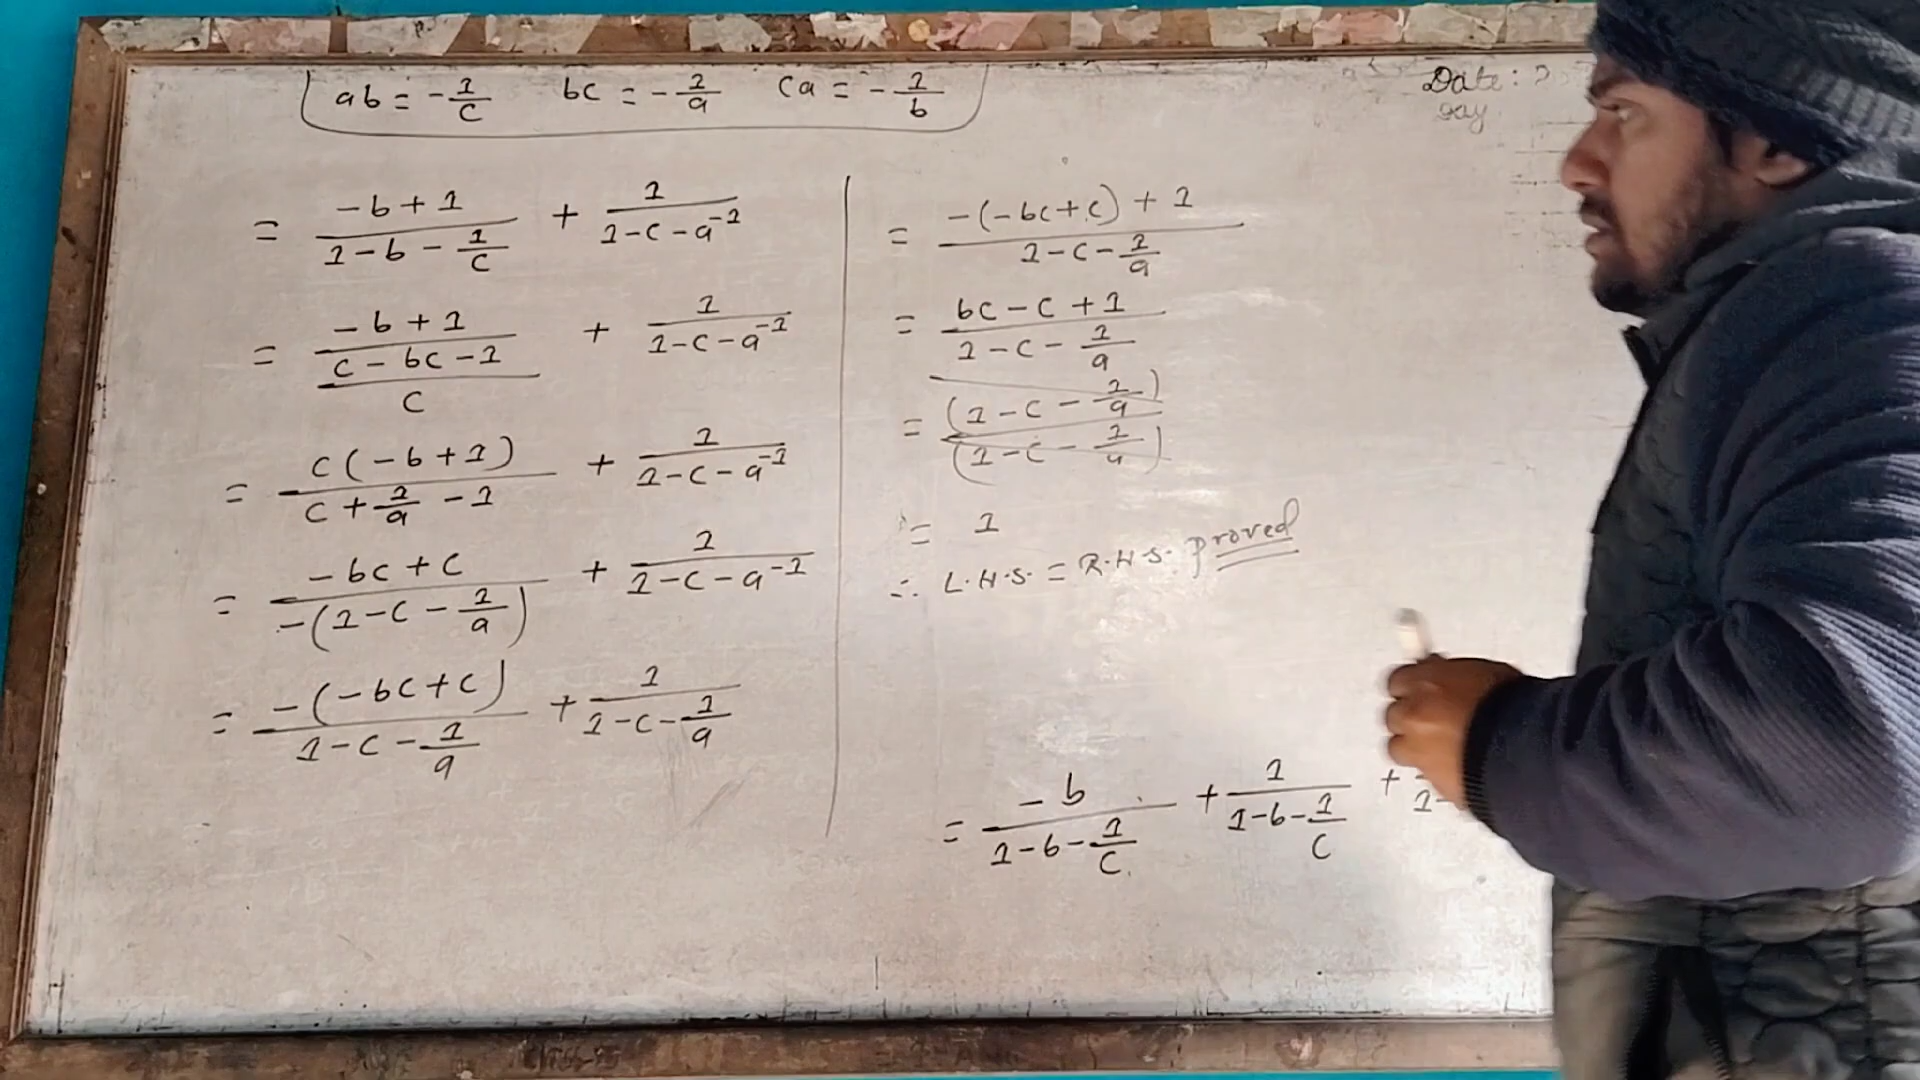 ab = -1/c    bc = -1/a    ca = -1/b
Date:
day
= (-b+1)/(1-b-1/c) + 1/(1-c-a^-1)
= (-b+1)/((c-bc-1)/c) + 1/(1-c-a^-1)
= c(-b+1)/(c+1/a-1) + 1/(1-c-a^-1)
= (-bc+c)/(-(1-c-1/a)) + 1/(1-c-a^-1)
= -(-bc+c)/(1-c-1/a) + 1/(1-c-1/a)
= (-(-bc+c)+1)/(1-c-1/a)
= (bc-c+1)/(1-c-1/a)
= (1-c-1/a)/(1-c-1/a)
= 1
∴ L.H.S. = R.H.S. proved
= -b/(1-b-1/c) + 1/(1-b-1/c) +